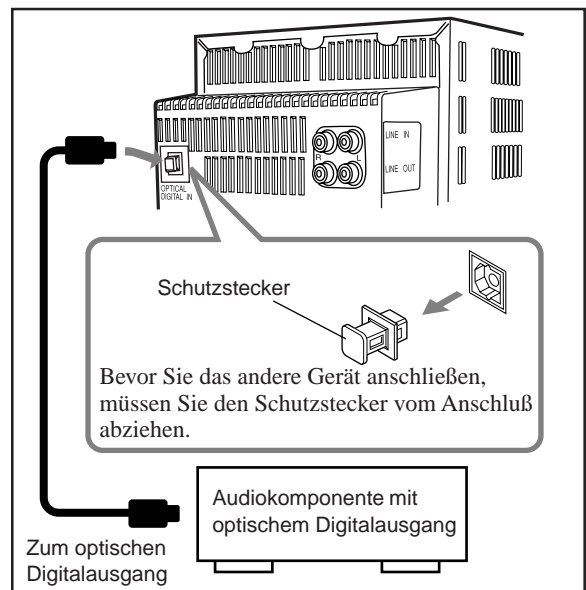 LINE IN
R L
LINE OUT
OPTICAL
DIGITAL IN
Schutzstecker
Bevor Sie das andere Gerät anschließen,
müssen Sie den Schutzstecker vom Anschluß
abziehen.
Audiokomponente mit
optischem Digitalausgang
Zum optischen
Digitalausgang